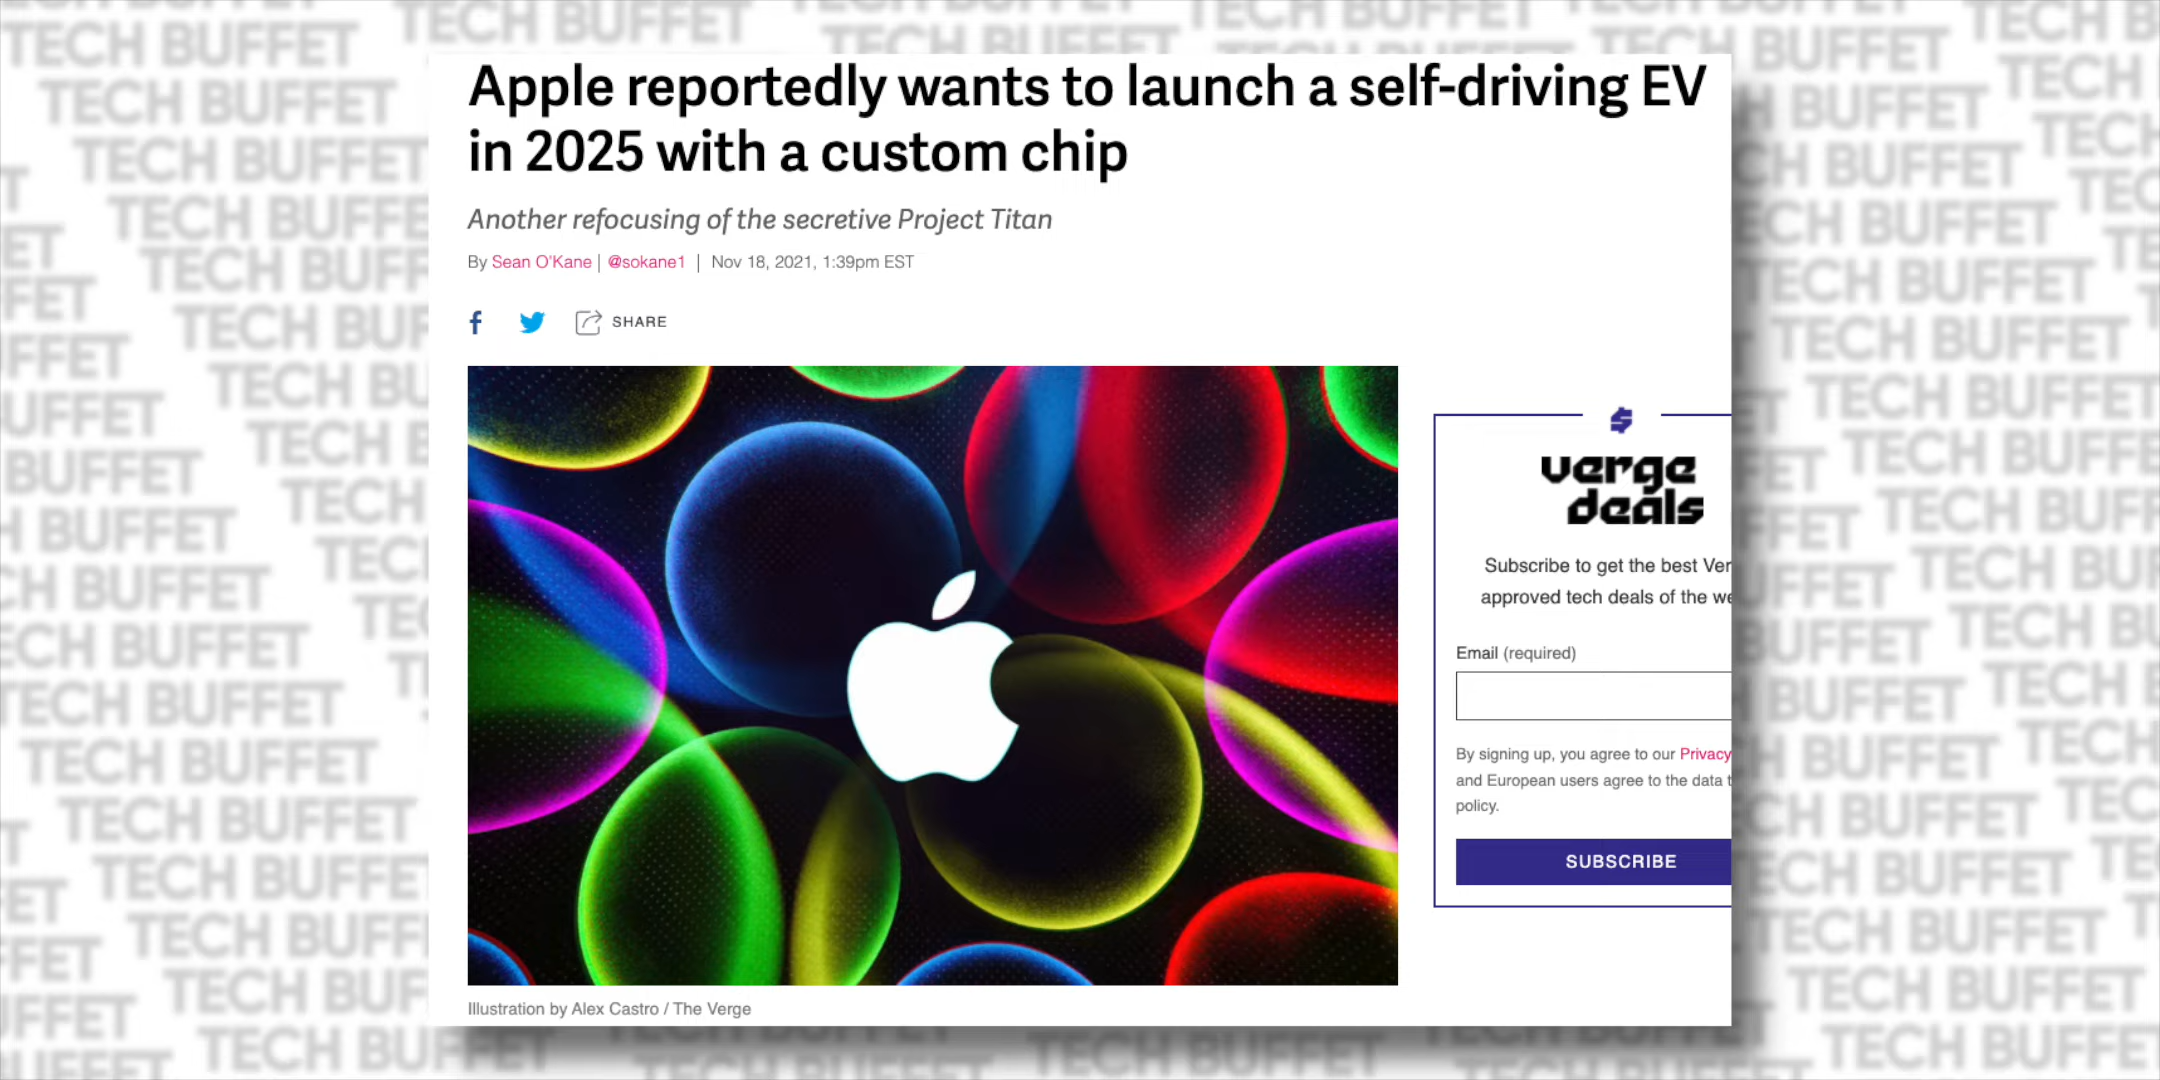 TECH BUFFET
Apple reportedly wants to launch a self-driving EV
in 2025 with a custom chip
Another refocusing of the secretive Project Titan
By Sean O'Kane | @sokane1 | Nov 18, 2021, 1:39pm EST
SHARE
verge
deals
Subscribe to get the best Ver
approved tech deals of the we
Email (required)
By signing up, you agree to our Privacy
and European users agree to the data t
policy.
SUBSCRIBE
Illustration by Alex Castro / The Verge